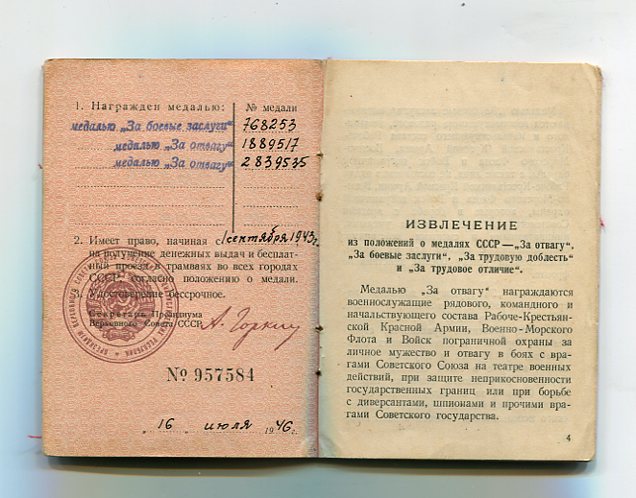 1. Награжден медалью: № медали
медалью „За боевые заслуги“ 768253
медалью „За отвагу“ 1889517
медалью „За отвагу“ 2839535
2. Имеет право, начиная с 1 сентября 1943 г.
на получение денежных выдач и бесплат-
ный проезд в трамваях во всех городах
СССР согласно положению о медали.
3. Удостоверение бессрочное.
Секретарь Президиума
Верховного Совета СССР А. Горкин
№ 957584
„16 июля 1946 г.
ИЗВЛЕЧЕНИЕ
из положений о медалях СССР—„За отвагу“,
„За боевые заслуги“, „За трудовую доблесть“
и „За трудовое отличие“.
Медалью „За отвагу“ награждаются
военнослужащие рядового, командного и
начальствующего состава Рабоче-Крестьян-
ской Красной Армии, Военно-Морского
Флота и Войск пограничной охраны за
личное мужество и отвагу в боях с вра-
гами Советского Союза на театре военных
действий, при защите неприкосновенности
государственных границ или при борьбе
с диверсантами, шпионами и прочими вра-
гами Советского государства.
4